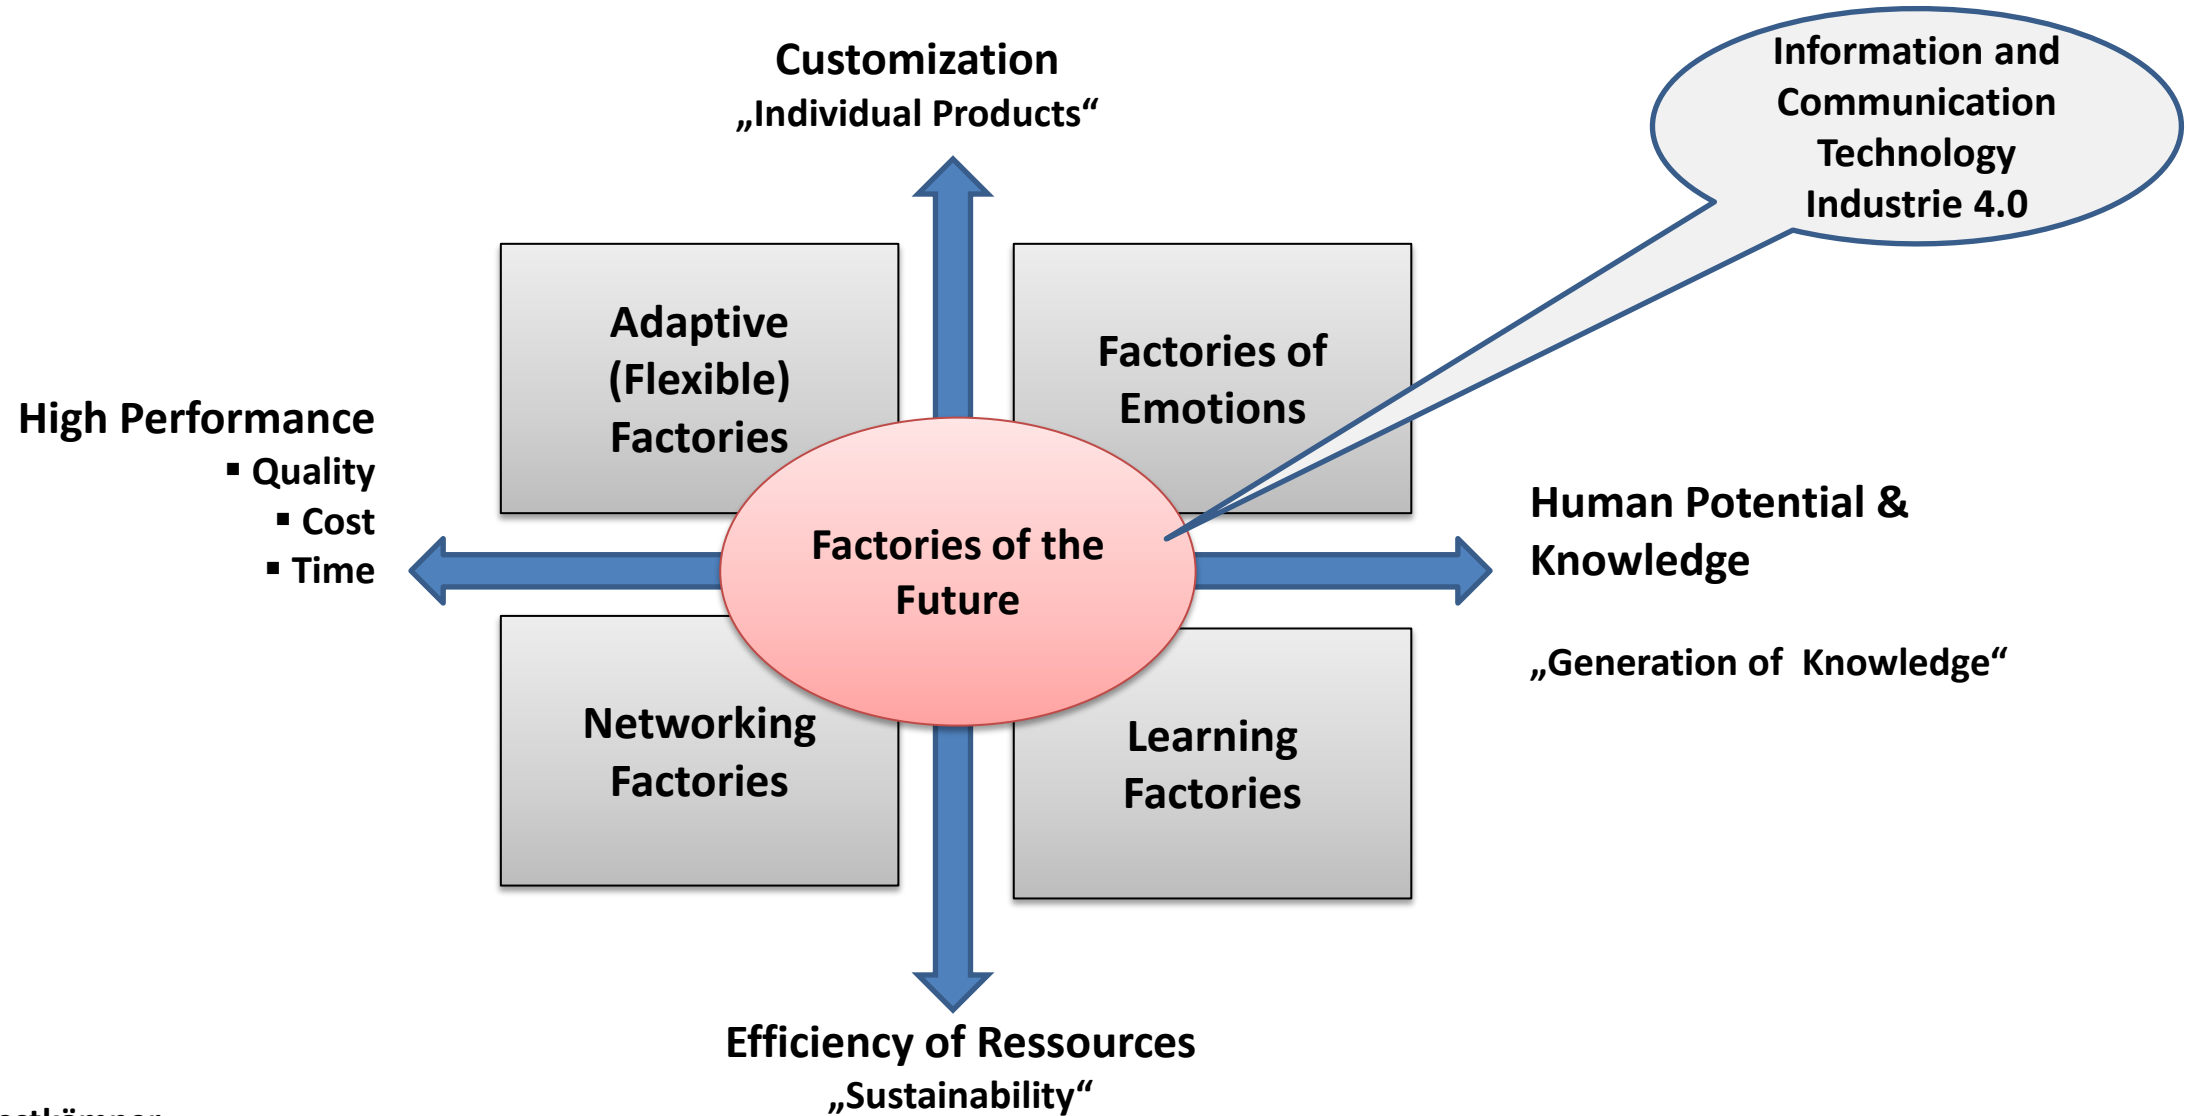 Customization
„Individual Products“
Information and
Communication
Technology
Industrie 4.0
Adaptive
(Flexible)
Factories
Factories of
Emotions
High Performance
▪ Quality
▪ Cost
▪ Time
Factories of the
Future
Human Potential &
Knowledge
„Generation of  Knowledge“
Networking
Factories
Learning
Factories
Efficiency of Ressources
„Sustainability“